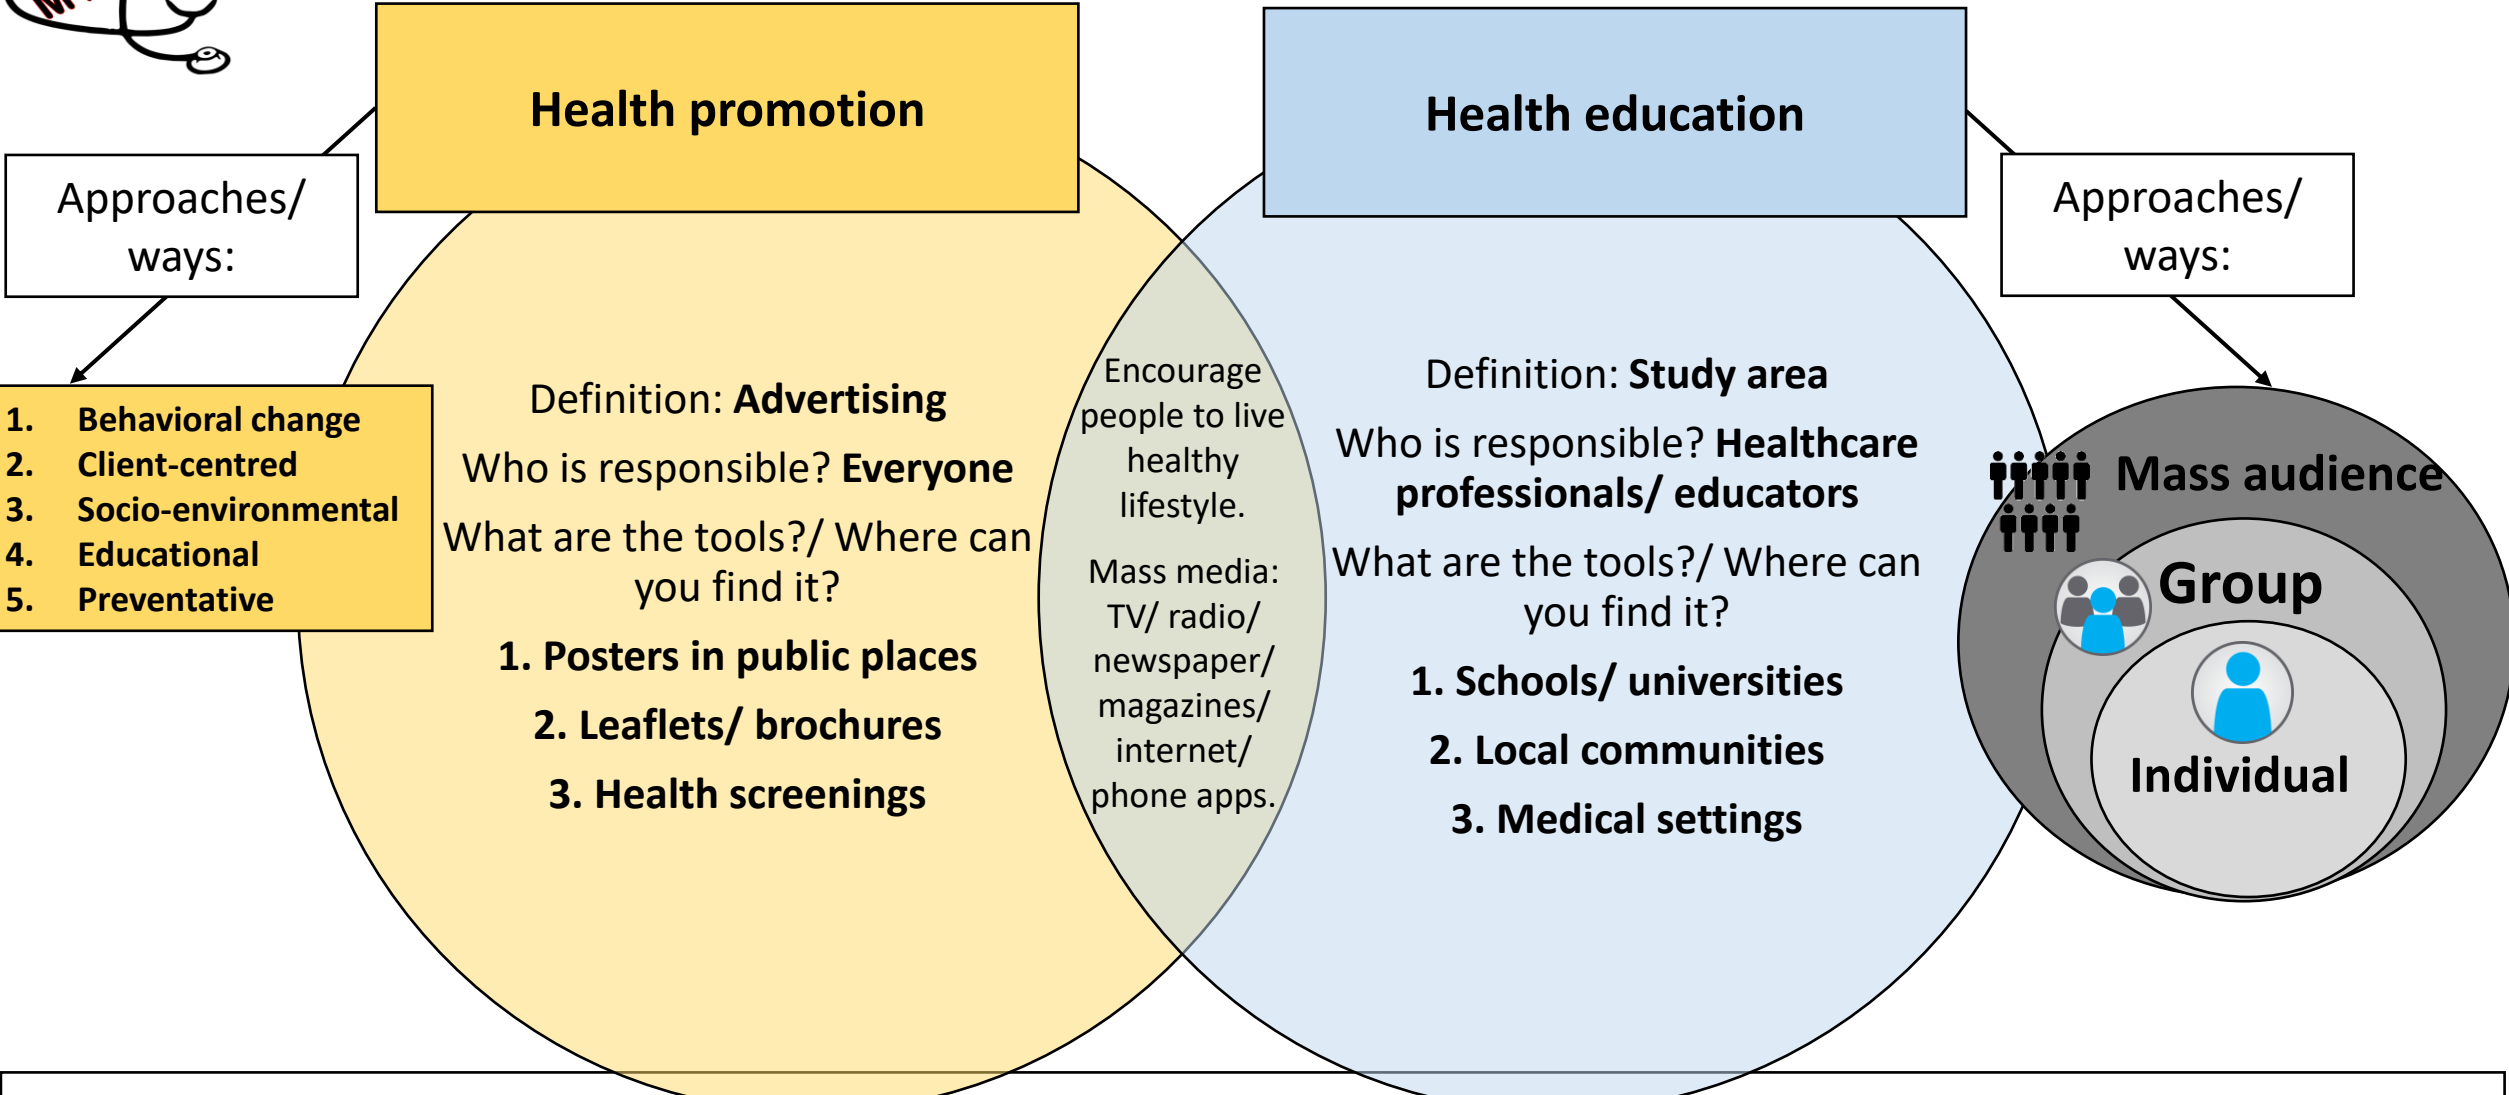 Health promotion
Health education
Approaches/
ways:
Approaches/
ways:
1. Behavioral change
2. Client-centred
3. Socio-environmental
4. Educational
5. Preventative
Definition: Advertising
Who is responsible? Everyone
What are the tools?/ Where can
you find it?
1. Posters in public places
2. Leaflets/ brochures
3. Health screenings
Encourage
people to live
healthy
lifestyle.
Mass media:
TV/ radio/
newspaper/
magazines/
internet/
phone apps.
Definition: Study area
Who is responsible? Healthcare
professionals/ educators
What are the tools?/ Where can
you find it?
1. Schools/ universities
2. Local communities
3. Medical settings
Mass audience
Group
Individual